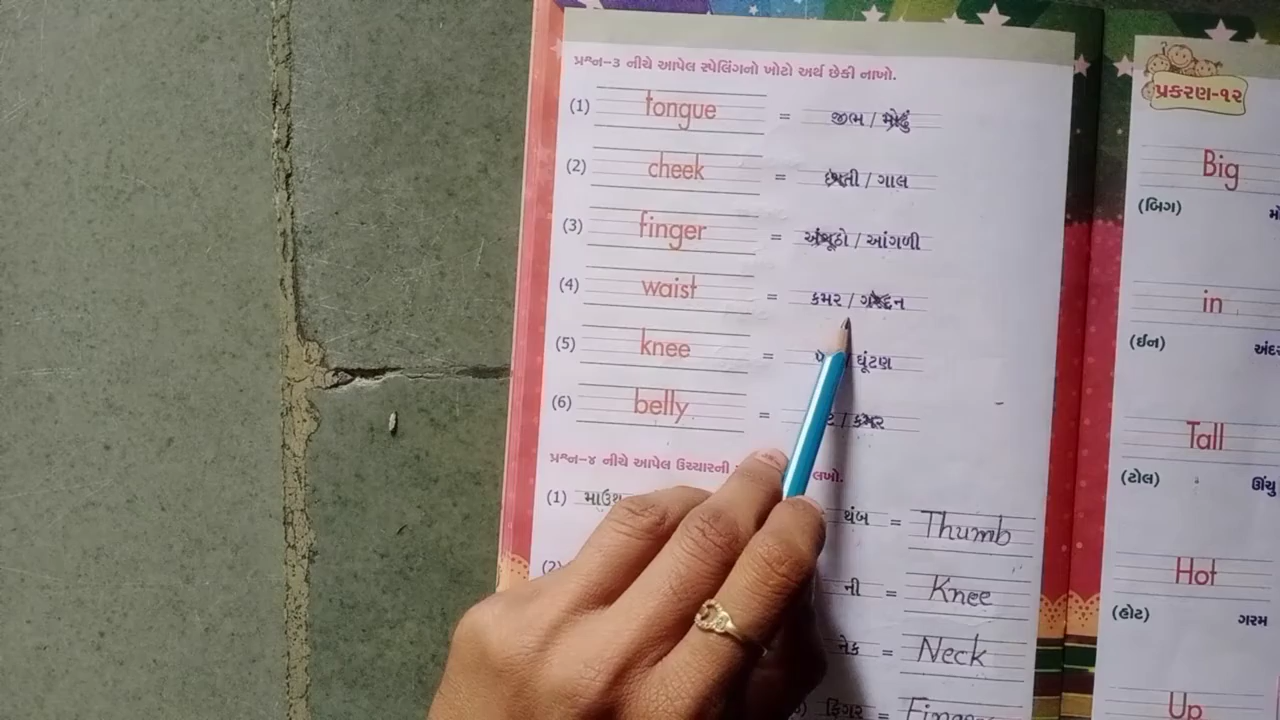 પ્રશ્ન-૩ નીચે આપેલ સ્પેલિંગનો ખોટો અર્થ છેકી નાખો.
(1) tongue = જીભ / મોઢું
(2) cheek = છાતી / ગાલ
(3) finger = અંગૂઠો / આંગળી
(4) waist = કમર / ગરદન
(5) knee = / ઘૂંટણ
(6) belly = / કમર
પ્રશ્ન-૪ નીચે આપેલ ઉચ્ચારની લખો.
(1) માઉથ
થંબ = Thumb
ની = Knee
નેક = Neck
ફિંગર = Finger
પ્રકરણ-૧૨
Big
(બિગ)
in
(ઈન) અંદર
Tall
(ટોલ) ઊંચુ
Hot
(હોટ) ગરમ
Up